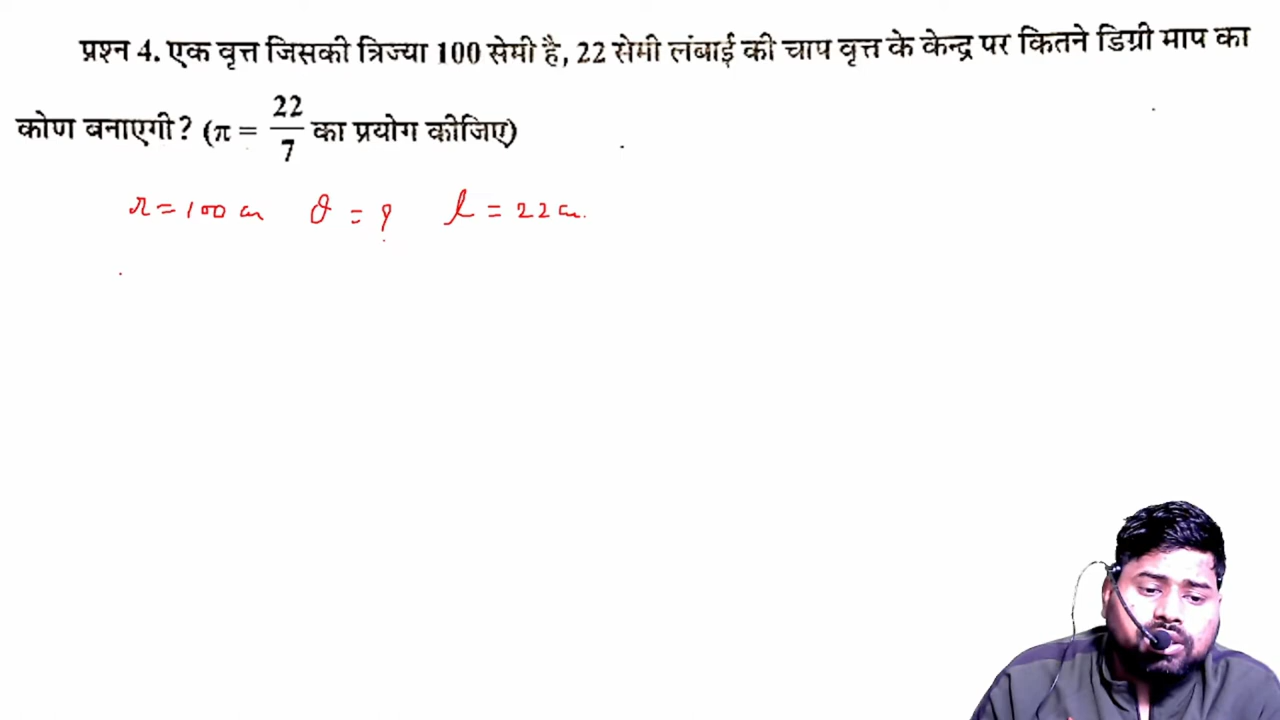 प्रश्न 4. एक वृत्त जिसकी त्रिज्या 100 सेमी है, 22 सेमी लंबाई की चाप वृत्त के केन्द्र पर कितने डिग्री माप का
कोण बनाएगी? (π = 22/7 का प्रयोग कीजिए)
r = 100 cm θ = ? l = 22 cm.